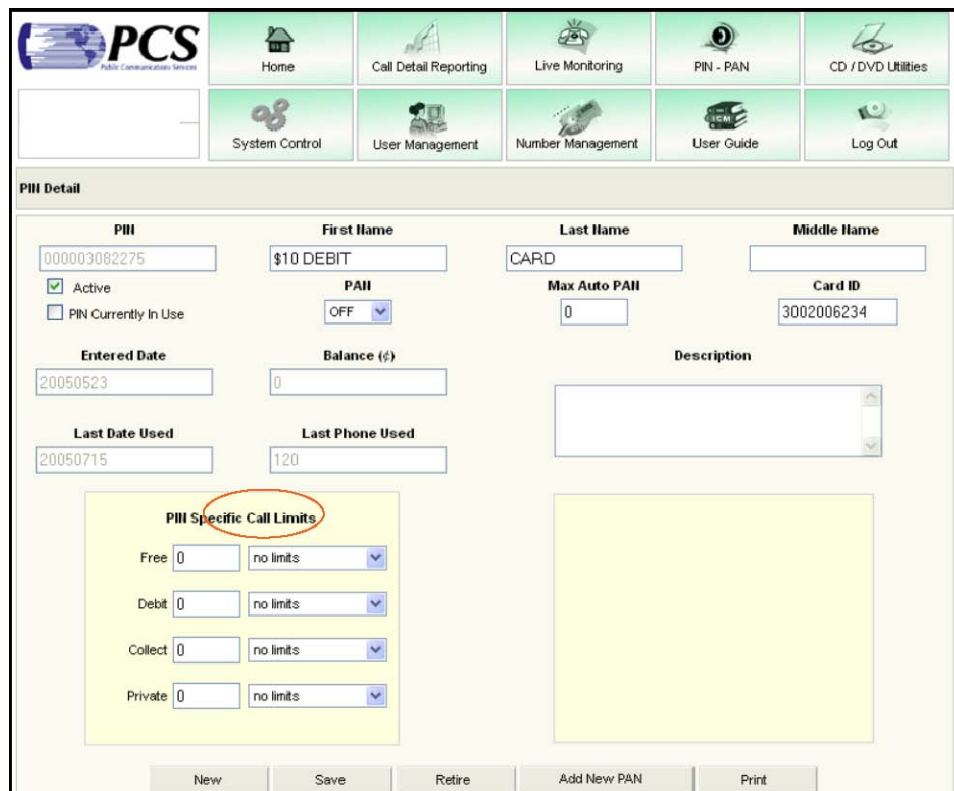 PCS
Public Communications Services
Home
Call Detail Reporting
Live Monitoring
PIN - PAN
CD / DVD Utilities
System Control
User Management
Number Management
ICM
User Guide
Log Out
PIN Detail
PIN
First Name
Last Name
Middle Name
000003082275
$10 DEBIT
CARD
Active
PAN
Max Auto PAN
Card ID
PIN Currently In Use
OFF
0
3002006234
Entered Date
Balance (¢)
Description
20050523
0
Last Date Used
Last Phone Used
20050715
120
PIN Specific Call Limits
Free 0 no limits
Debit 0 no limits
Collect 0 no limits
Private 0 no limits
New
Save
Retire
Add New PAN
Print